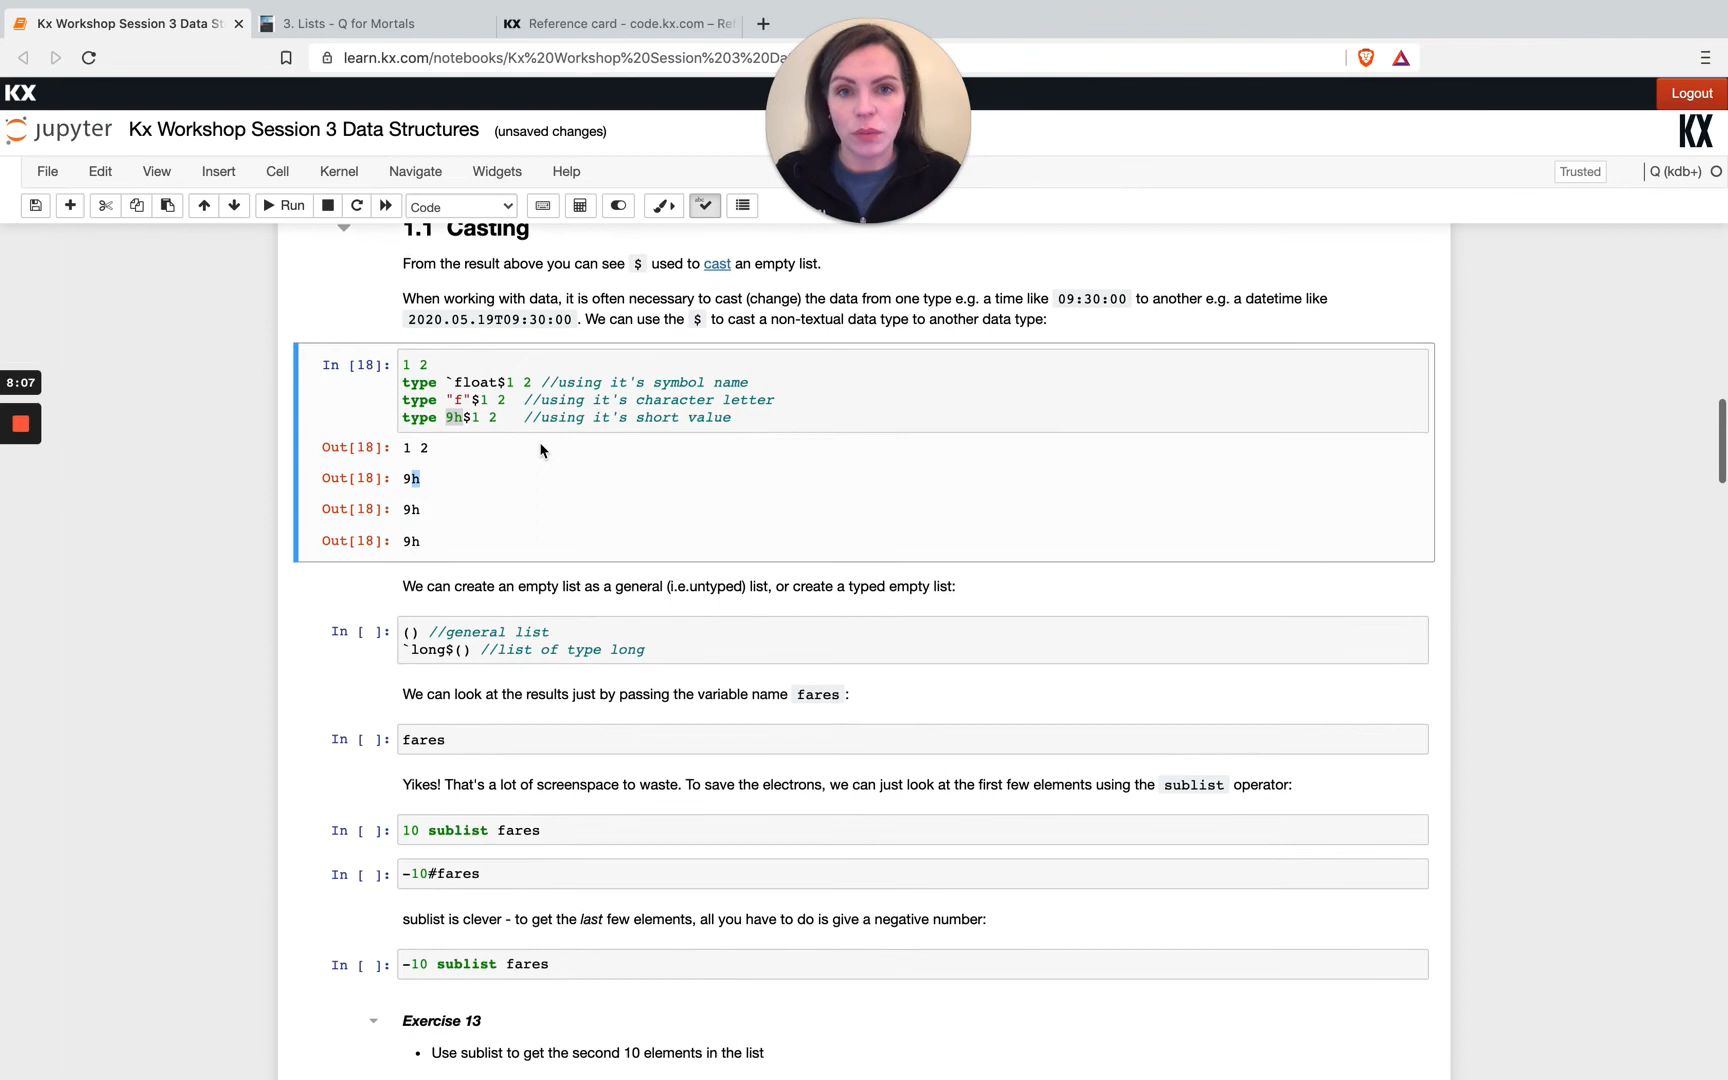 Kx Workshop Session 3 Data St
3. Lists - Q for Mortals
KX Reference card - code.kx.com – Ref
learn.kx.com/notebooks/Kx%20Workshop%20Session%203%20Da
KX
Logout
jupyter Kx Workshop Session 3 Data Structures (unsaved changes)
KX
File Edit View Insert Cell Kernel Navigate Widgets Help
Trusted
Q (kdb+)
Run
Code
8:07
1.1 Casting
From the result above you can see $ used to cast an empty list.
When working with data, it is often necessary to cast (change) the data from one type e.g. a time like 09:30:00 to another e.g. a datetime like
2020.05.19T09:30:00 . We can use the $ to cast a non-textual data type to another data type:
In [18]: 1 2
type `float$1 2 //using it's symbol name
type "f"$1 2 //using it's character letter
type 9h$1 2 //using it's short value
Out[18]: 1 2
Out[18]: 9h
Out[18]: 9h
Out[18]: 9h
We can create an empty list as a general (i.e.untyped) list, or create a typed empty list:
In [ ]: () //general list
`long$() //list of type long
We can look at the results just by passing the variable name fares :
In [ ]: fares
Yikes! That's a lot of screenspace to waste. To save the electrons, we can just look at the first few elements using the sublist operator:
In [ ]: 10 sublist fares
In [ ]: -10#fares
sublist is clever - to get the last few elements, all you have to do is give a negative number:
In [ ]: -10 sublist fares
Exercise 13
• Use sublist to get the second 10 elements in the list